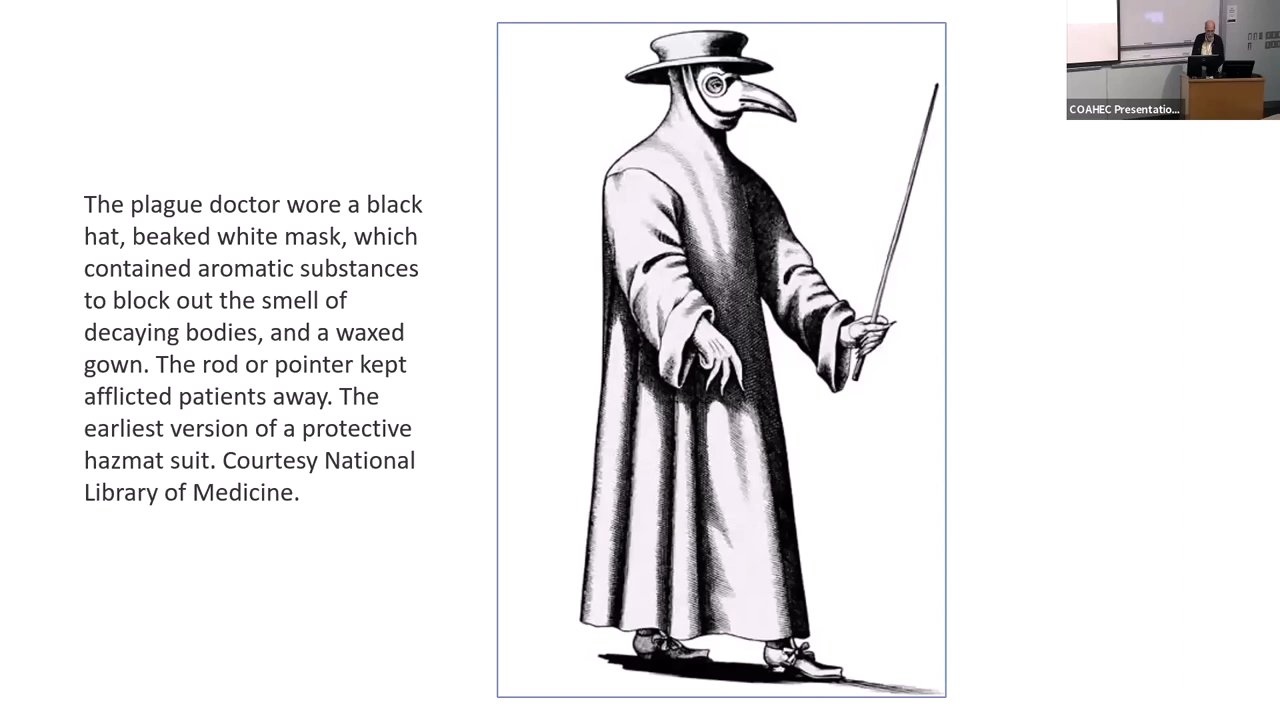 The plague doctor wore a black
hat, beaked white mask, which
contained aromatic substances
to block out the smell of
decaying bodies, and a waxed
gown. The rod or pointer kept
afflicted patients away. The
earliest version of a protective
hazmat suit. Courtesy National
Library of Medicine.
COAHEC Presentatio...